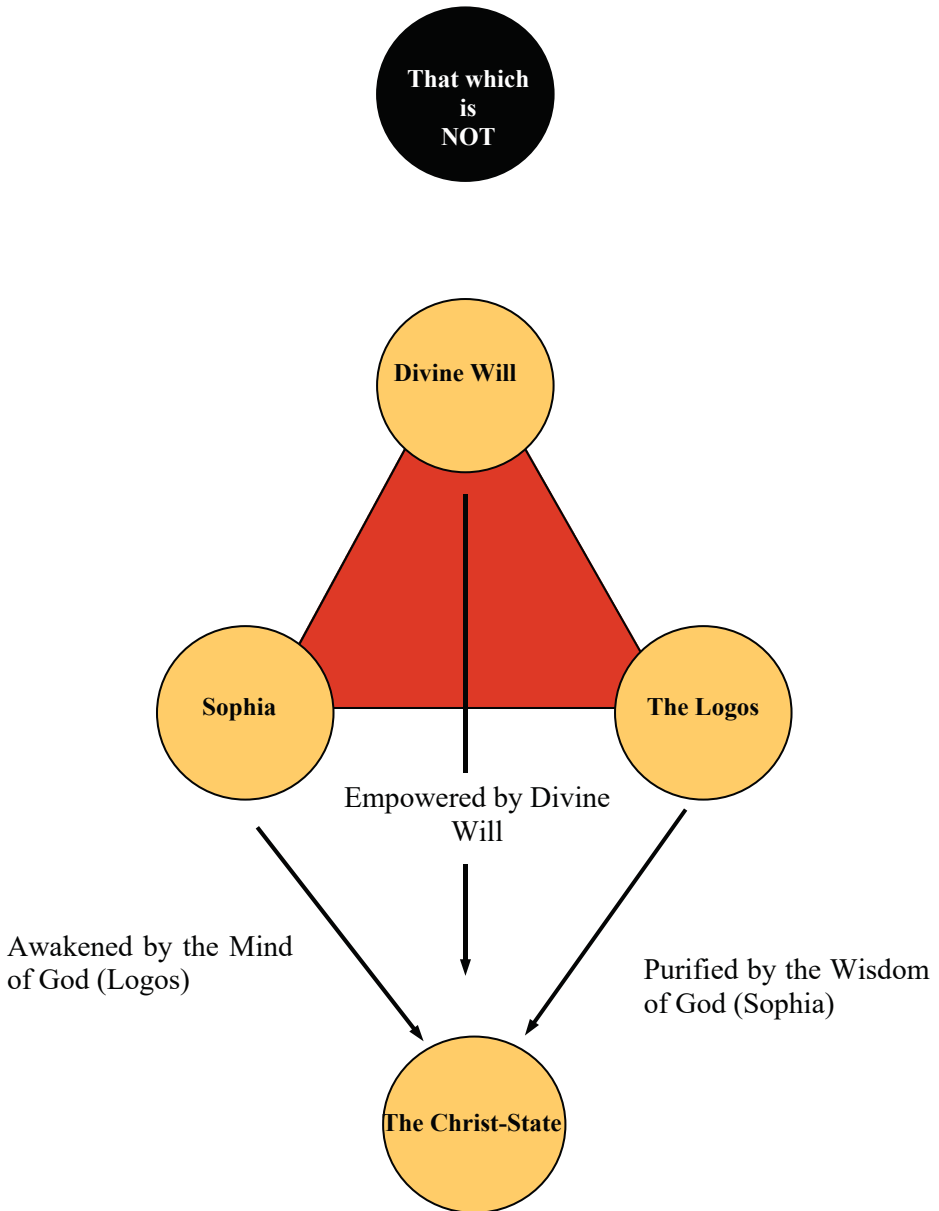 That which
is
NOT
Divine Will
Sophia
The Logos
Empowered by Divine
Will
Awakened by the Mind
of God (Logos)
Purified by the Wisdom
of God (Sophia)
The Christ-State